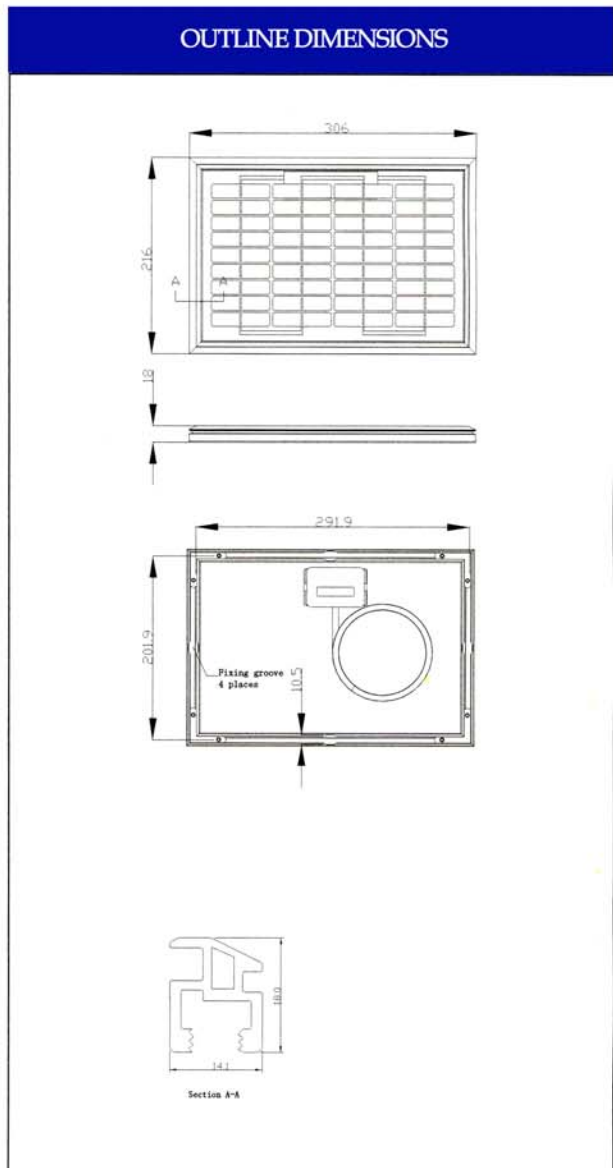 OUTLINE DIMENSIONS
306
216
A A
18
291.9
201.9
Fixing groove
4 places
10.5
18.0
14.1
Section A-A